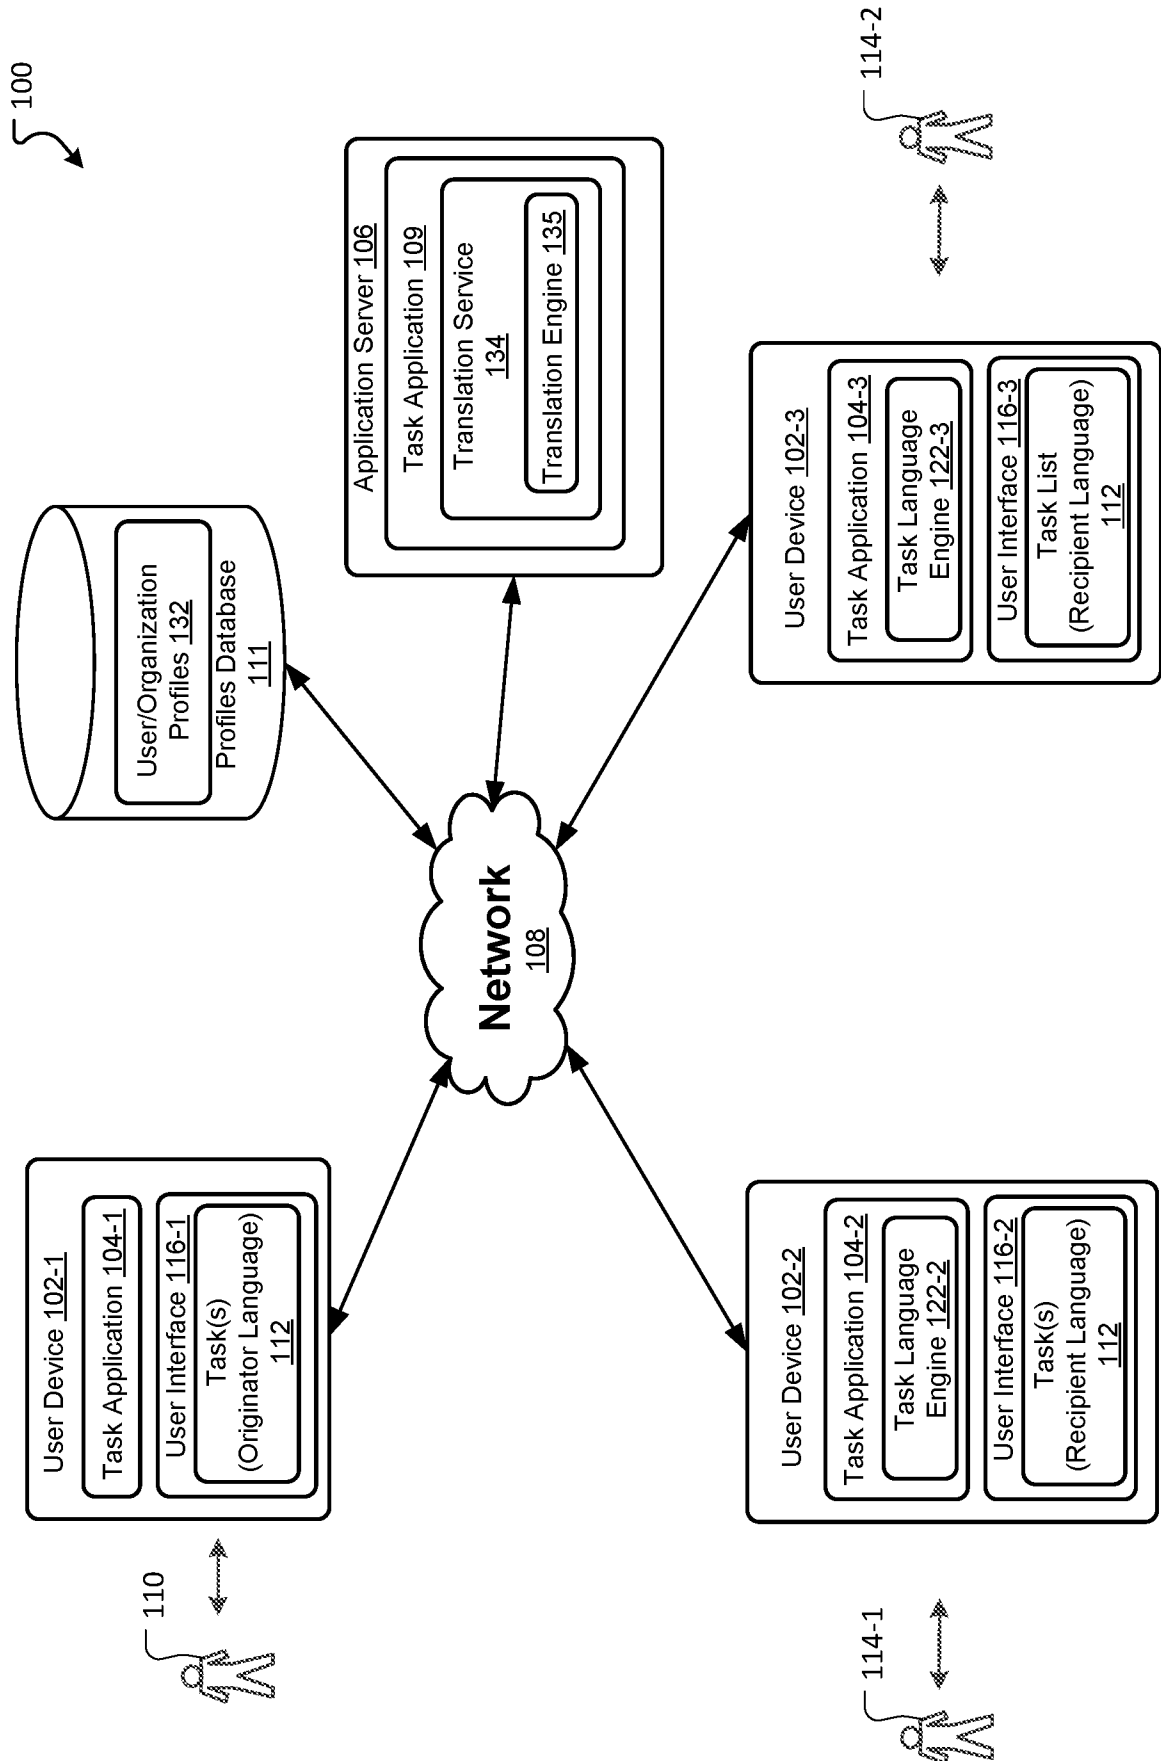 100
110
User Device 102-1
Task Application 104-1
User Interface 116-1
Task(s)
(Originator Language)
112
User/Organization
Profiles 132
Profiles Database
111
Application Server 106
Task Application 109
Translation Service
134
Translation Engine 135
Network
108
114-1
User Device 102-2
Task Application 104-2
Task Language
Engine 122-2
User Interface 116-2
Task(s)
(Recipient Language)
112
User Device 102-3
Task Application 104-3
Task Language
Engine 122-3
User Interface 116-3
Task List
(Recipient Language)
112
114-2